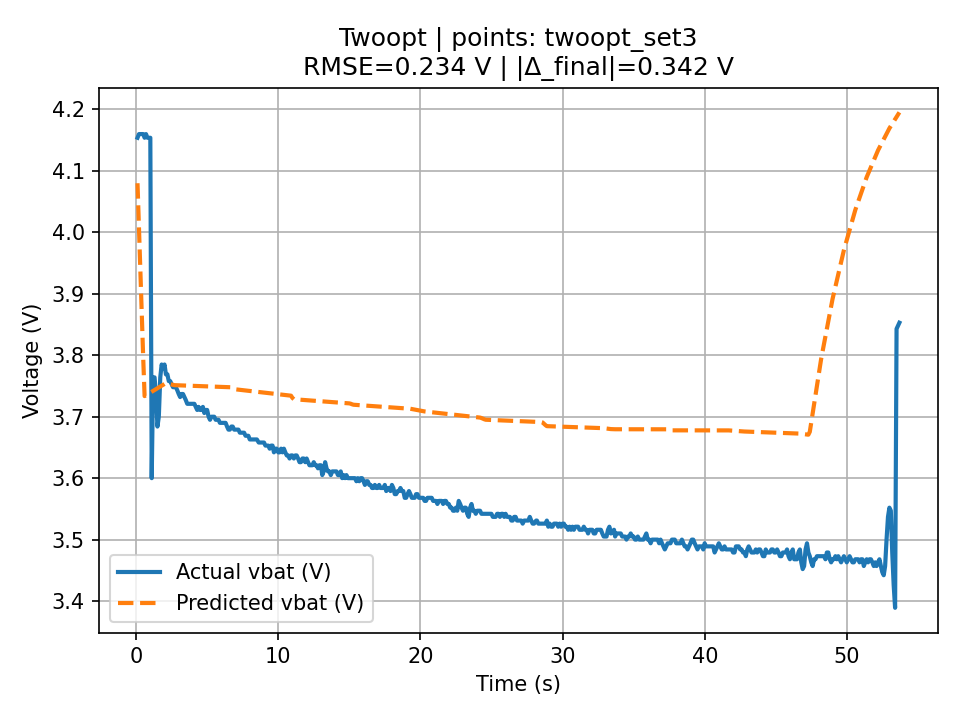 Twoopt | points: twoopt_set3
RMSE=0.234 V | |Δ_final|=0.342 V
Voltage (V)
4.2
4.1
4.0
3.9
3.8
3.7
3.6
3.5
3.4
Actual vbat (V)
Predicted vbat (V)
0 10 20 30 40 50
Time (s)